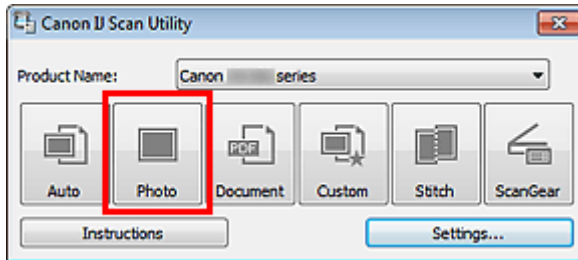 Canon IJ Scan Utility
Product Name: Canon series
Auto Photo PDF Document Custom Stitch ScanGear
Instructions Settings...